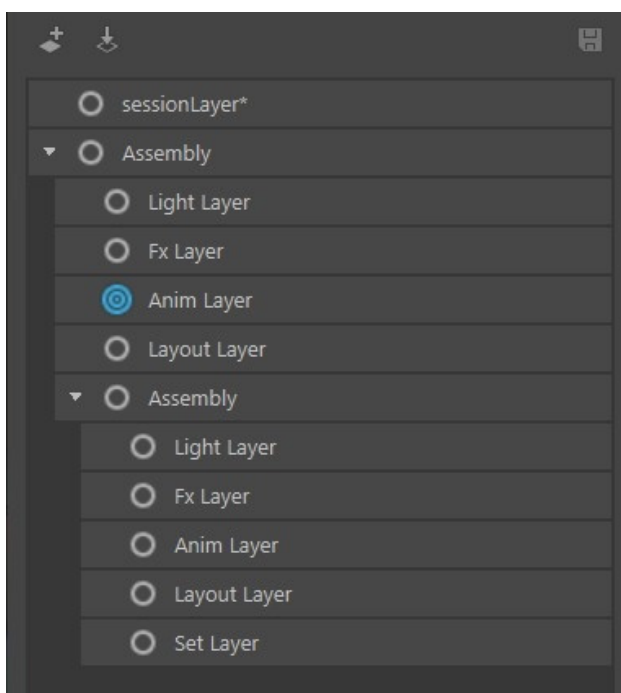 sessionLayer*
Assembly
Light Layer
Fx Layer
Anim Layer
Layout Layer
Assembly
Light Layer
Fx Layer
Anim Layer
Layout Layer
Set Layer